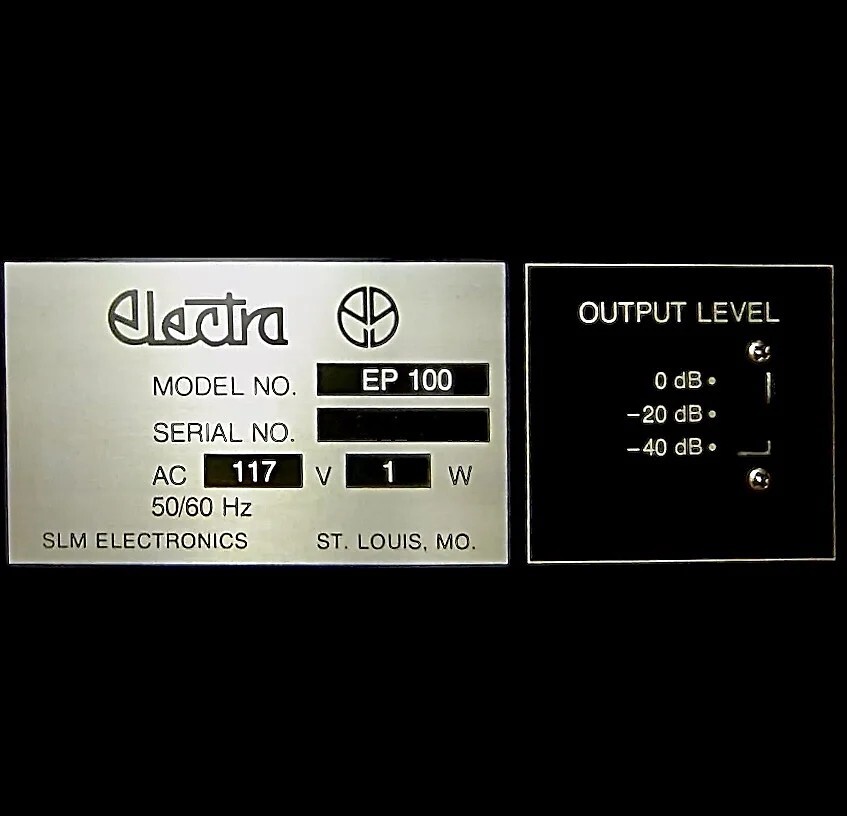 electra
MODEL NO. EP 100
SERIAL NO.
AC 117 V 1 W
50/60 Hz
SLM ELECTRONICS ST. LOUIS, MO.
OUTPUT LEVEL
0 dB
−20 dB
−40 dB